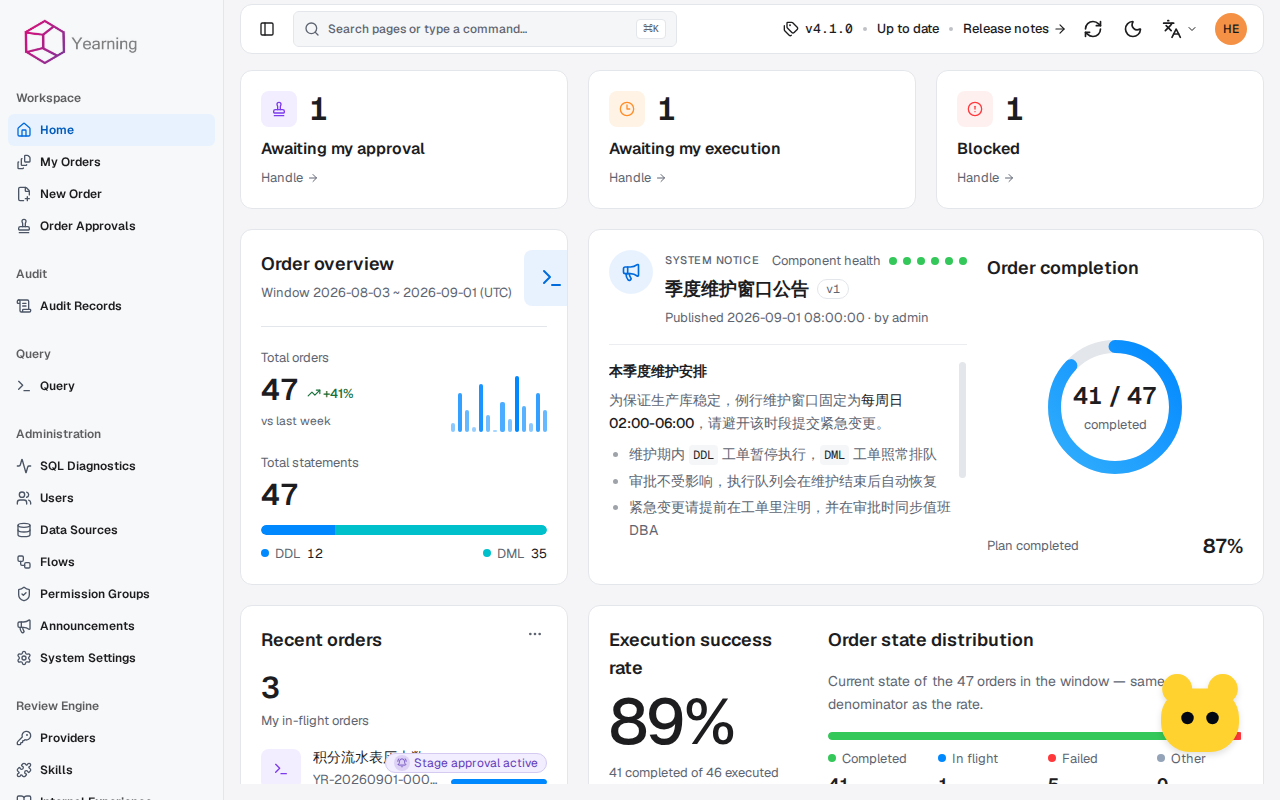 Yearning
Workspace
Home
My Orders
New Order
Order Approvals
Audit
Audit Records
Query
Query
Administration
SQL Diagnostics
Users
Data Sources
Flows
Permission Groups
Announcements
System Settings
Review Engine
Providers
Skills
Search pages or type a command...
⌘K
v4.1.0
Up to date
Release notes →
HE
1
Awaiting my approval
Handle →
1
Awaiting my execution
Handle →
1
Blocked
Handle →
Order overview
Window 2026-08-03 ~ 2026-09-01 (UTC)
Total orders
47 +41%
vs last week
Total statements
47
DDL 12
DML 35
SYSTEM NOTICE
Component health
季度维护窗口公告 v1
Published 2026-09-01 08:00:00 · by admin
本季度维护安排
为保证生产库稳定，例行维护窗口固定为每周日
02:00-06:00，请避开该时段提交紧急变更。
维护期内 DDL 工单暂停执行，DML 工单照常排队
审批不受影响，执行队列会在维护结束后自动恢复
紧急变更请提前在工单里注明，并在审批时同步值班
DBA
Order completion
41 / 47
completed
Plan completed
87%
Recent orders
3
My in-flight orders
积分流水表
Stage approval active
YR-20260901-000...
Execution success
rate
89%
41 completed of 46 executed
Order state distribution
Current state of the 47 orders in the window — same
denominator as the rate.
Completed
In flight
Failed
Other
41
1
5
0